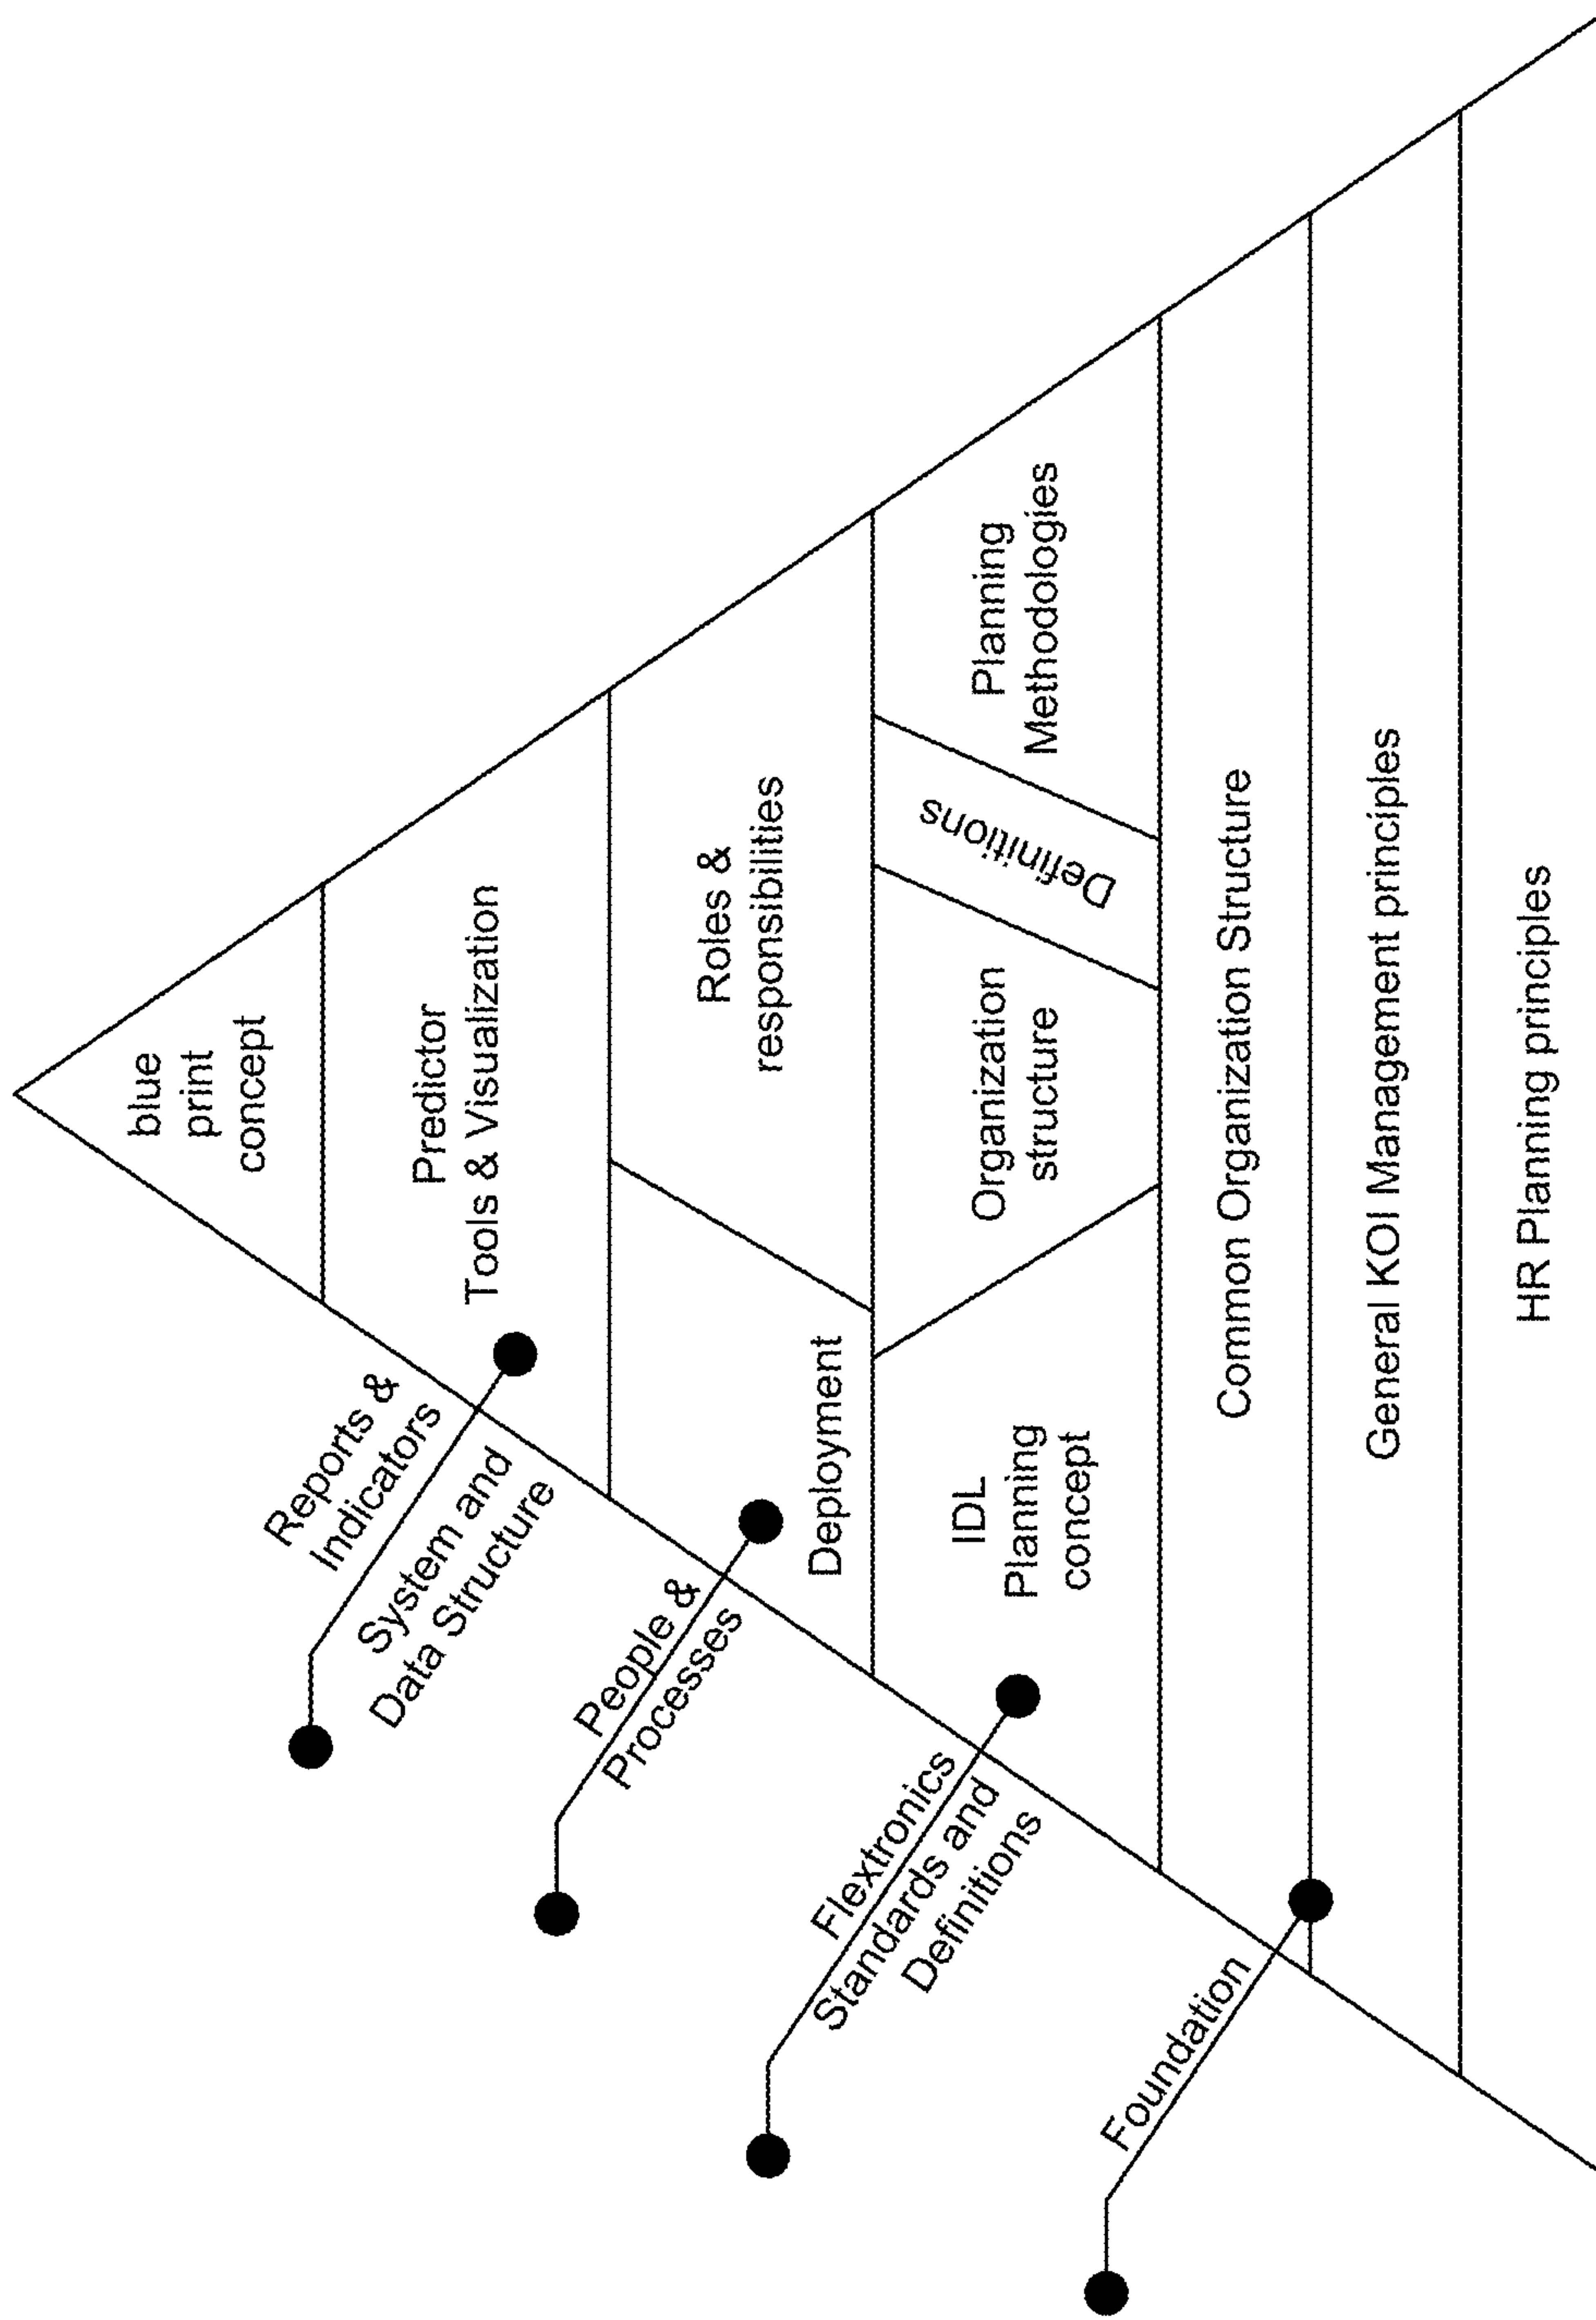 blue
print
concept
Reports &
Indicators
System and
Data Structure
Predictor
Tools & Visualization
People &
Processes
Deployment
Roles &
responsibilities
Flextronics
Standards and
Definitions
IDL
Planning
concept
Organization
structure
Definitions
Planning
Methodologies
Foundation
Common Organization Structure
General KOI Management principles
HR Planning principles